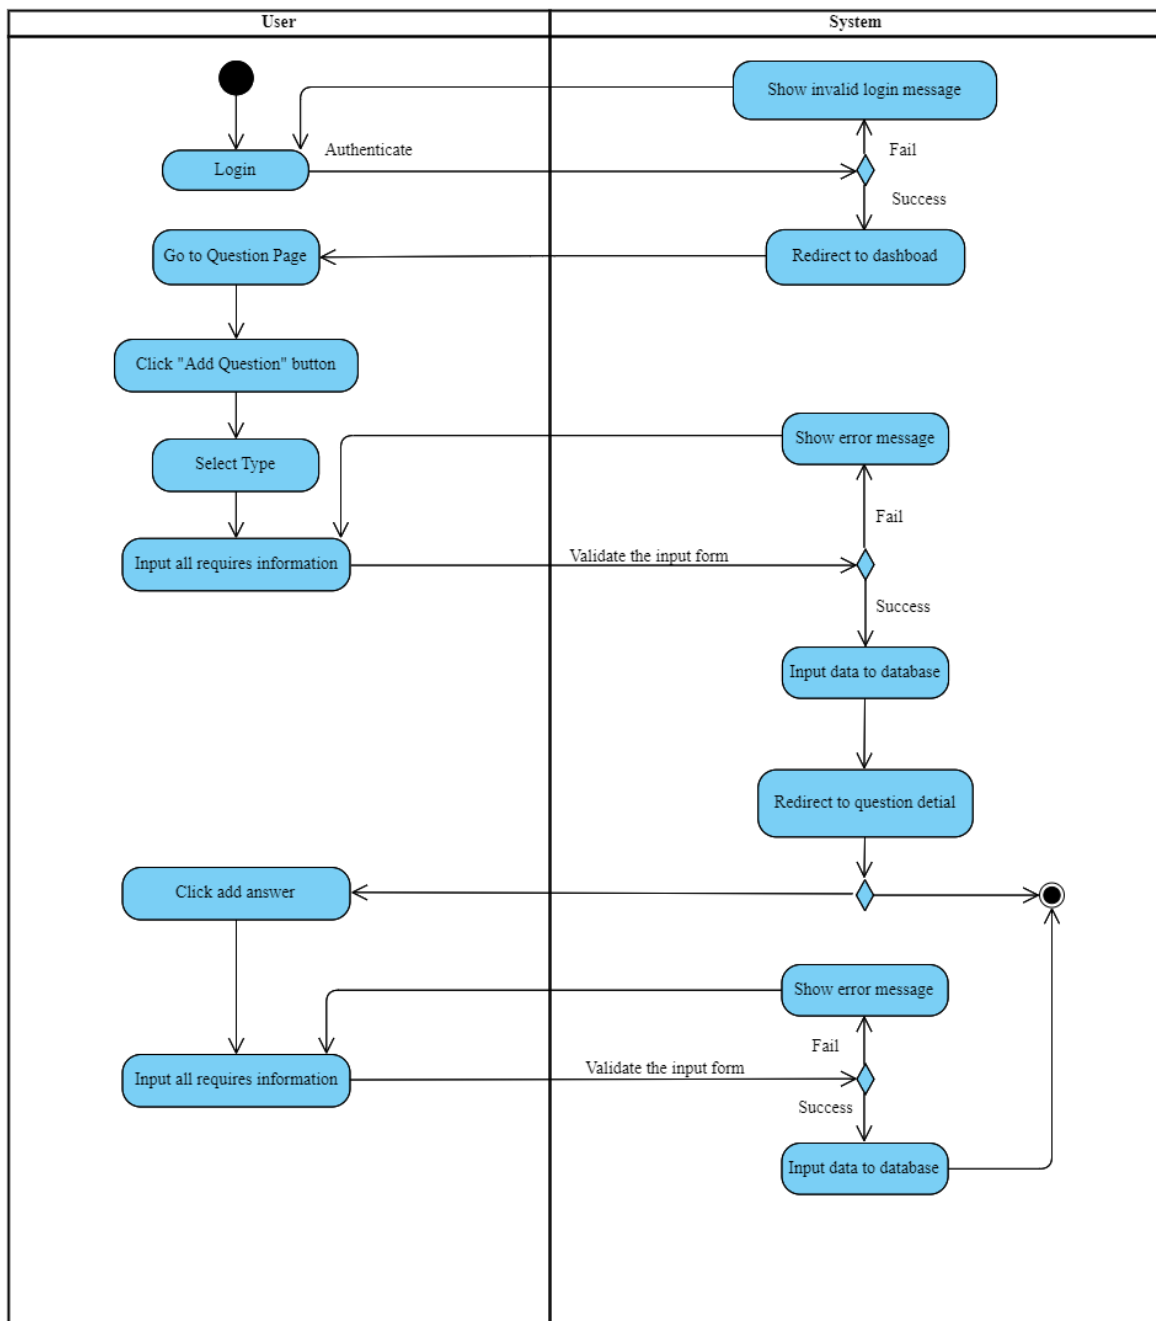 User
System
Show invalid login message
Authenticate
Fail
Login
Success
Go to Question Page
Redirect to dashboad
Click "Add Question" button
Show error message
Select Type
Fail
Input all requires information
Validate the input form
Success
Input data to database
Redirect to question detial
Click add answer
Show error message
Fail
Input all requires information
Validate the input form
Success
Input data to database